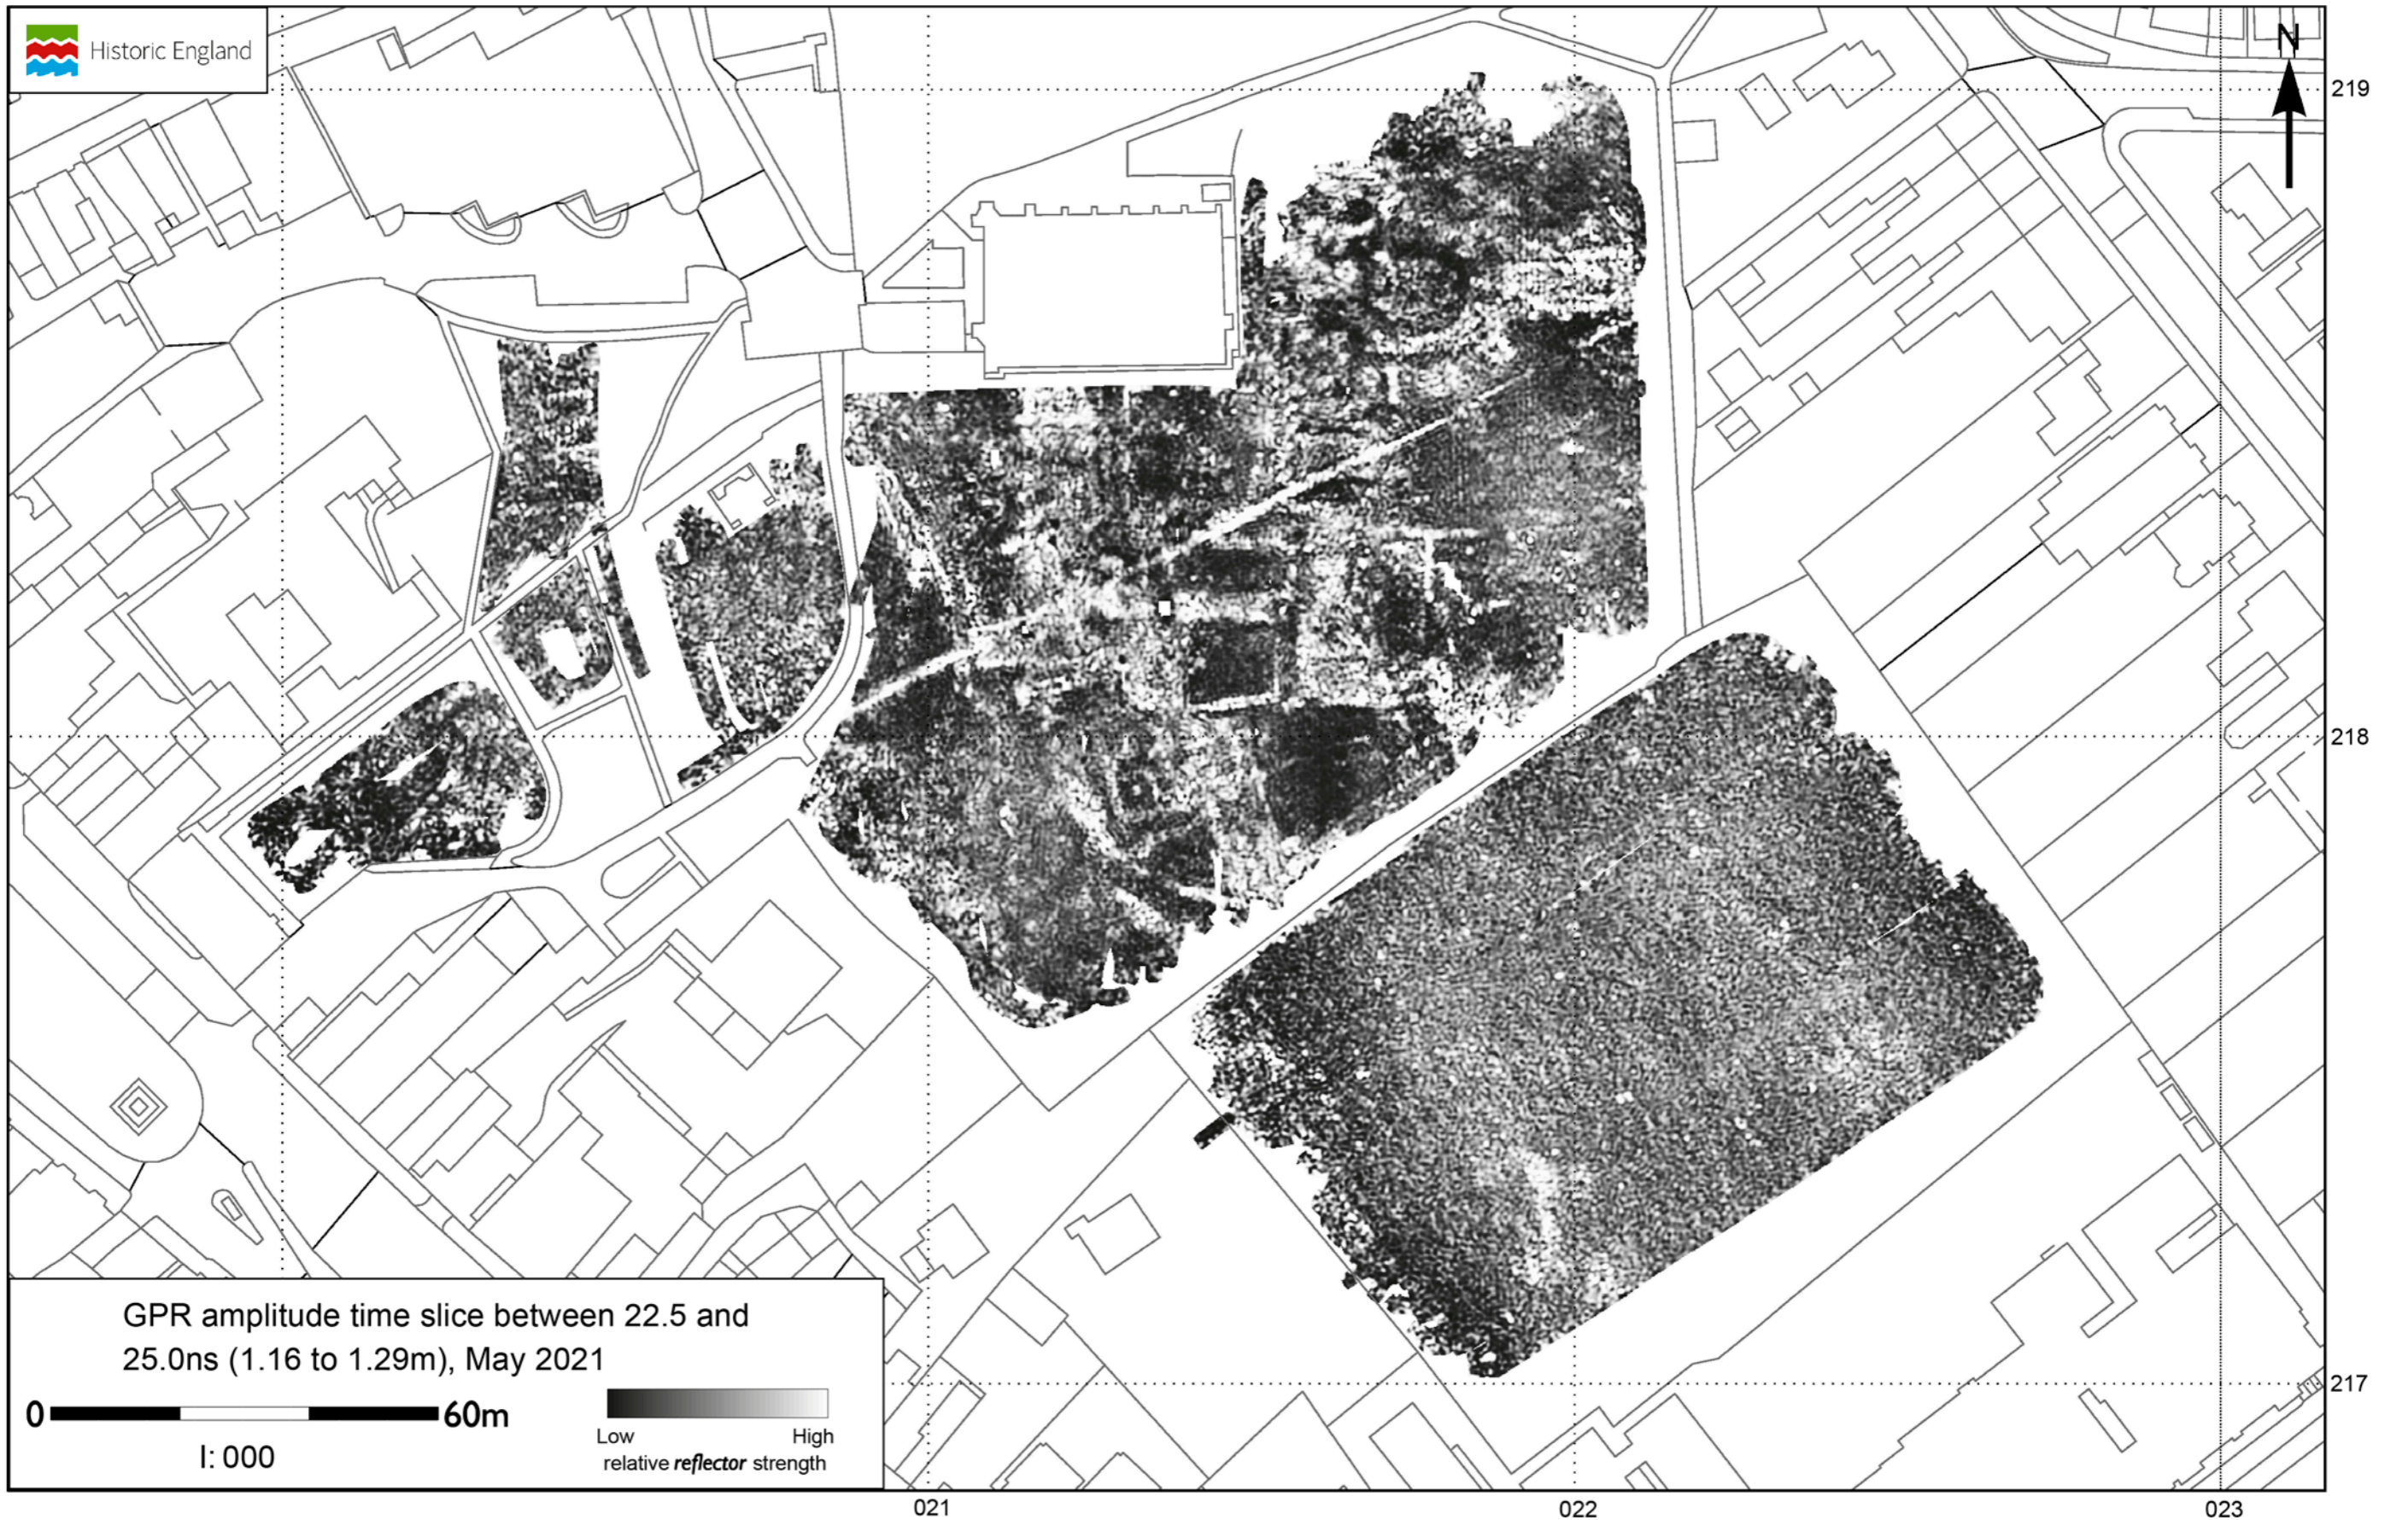 Historic England
N
219
218
217
GPR amplitude time slice between 22.5 and
25.0ns (1.16 to 1.29m), May 2021
0 60m
1:000
Low High
relative reflector strength
021 022 023